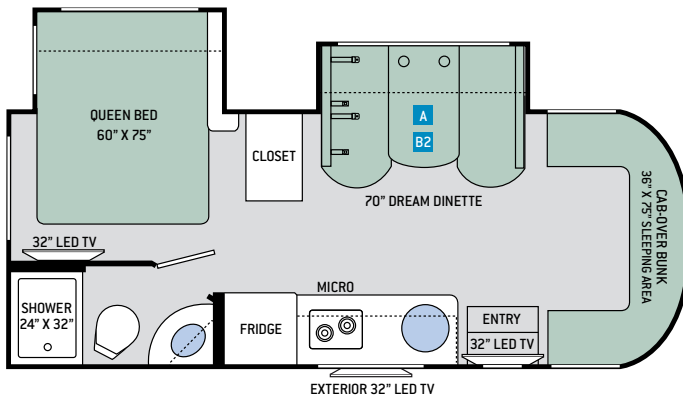 QUEEN BED
60” X 75”
CLOSET
A
B2
70” DREAM DINETTE
CAB-OVER BUNK
36” X 75” SLEEPING AREA
32” LED TV
SHOWER
24” X 32”
MICRO
FRIDGE
ENTRY
32” LED TV
EXTERIOR 32” LED TV